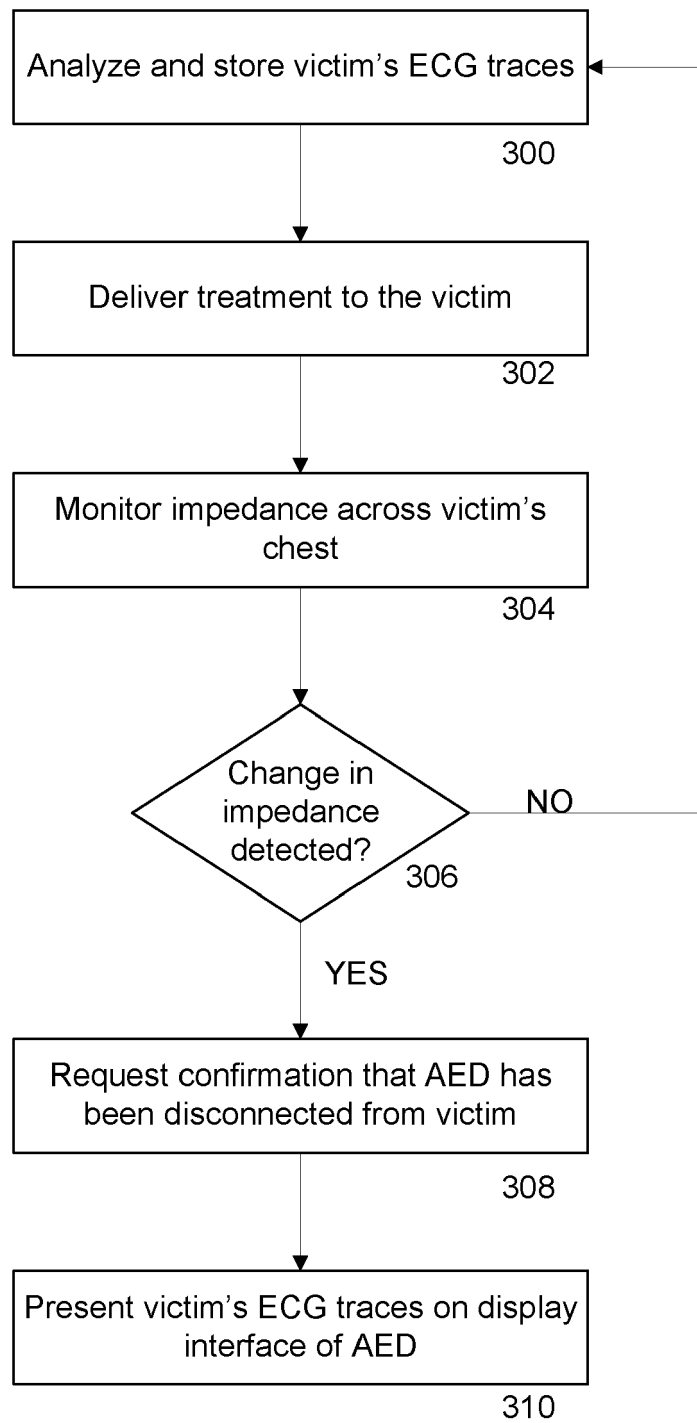 Analyze and store victim's ECG traces
300
Deliver treatment to the victim
302
Monitor impedance across victim's
chest
304
Change in
impedance
detected?
NO
306
YES
Request confirmation that AED has
been disconnected from victim
308
Present victim's ECG traces on display
interface of AED
310